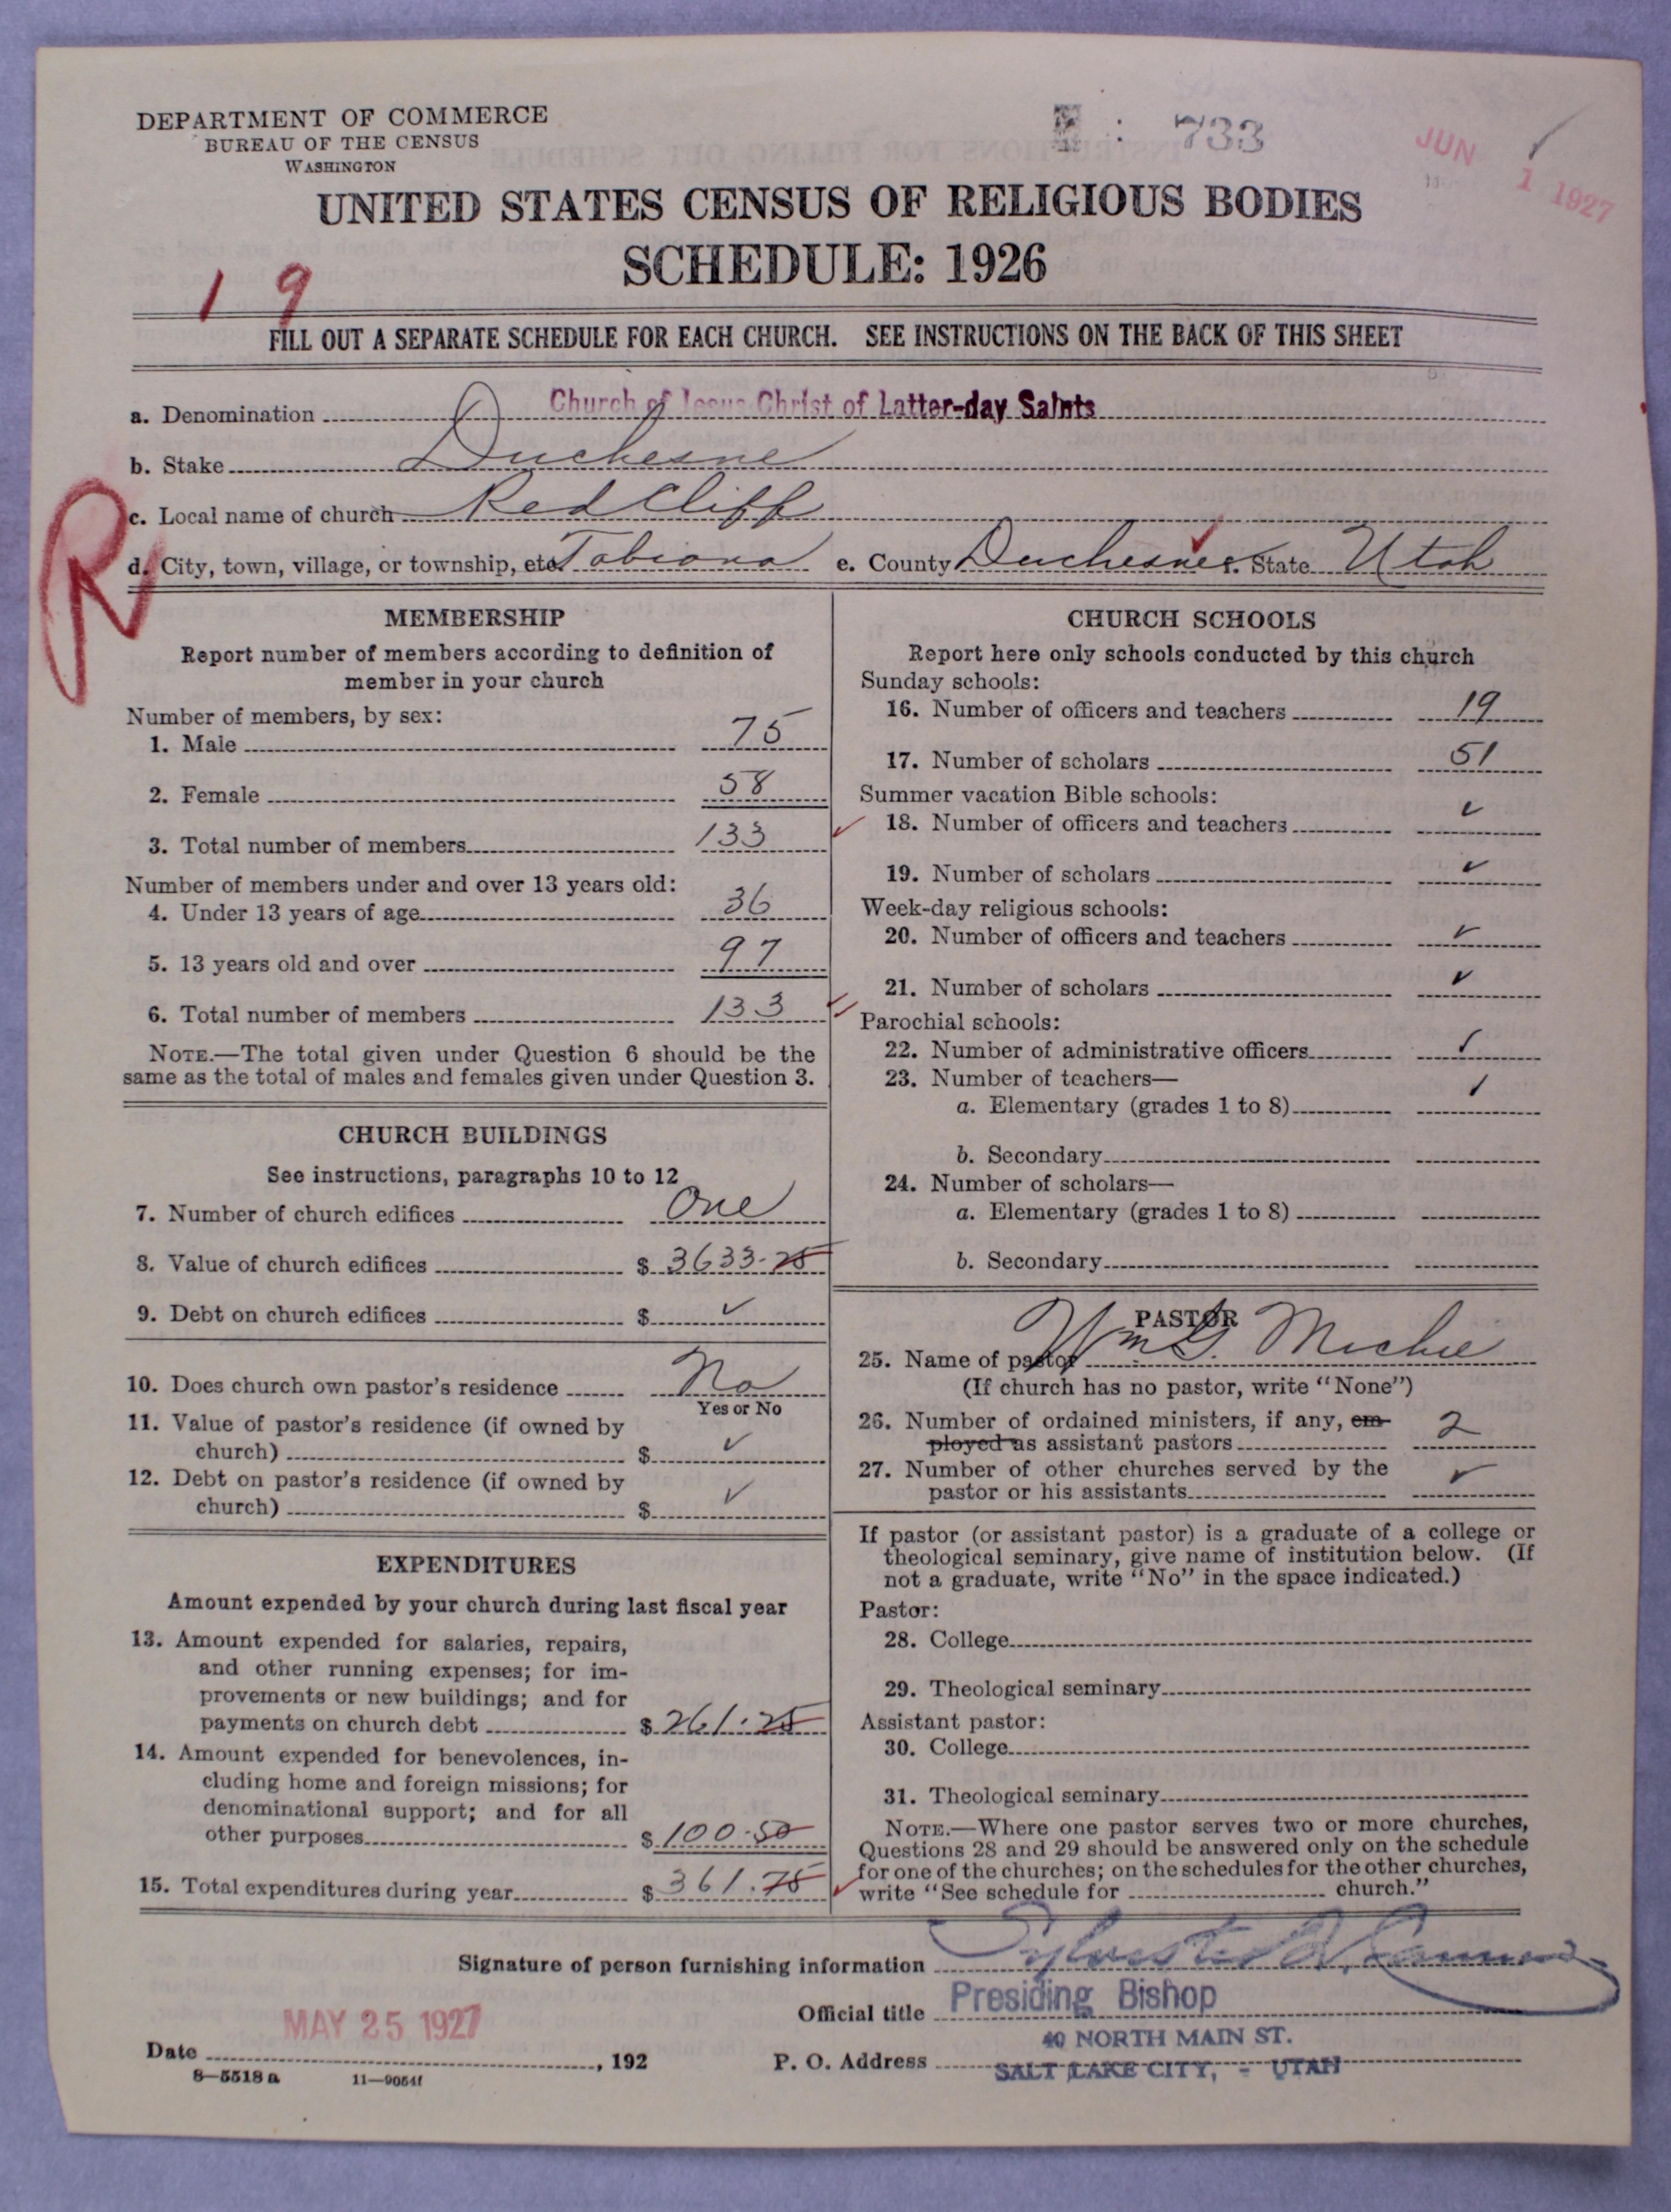 DEPARTMENT OF COMMERCE
BUREAU OF THE CENSUS
WASHINGTON
733
JUN 1 1927
UNITED STATES CENSUS OF RELIGIOUS BODIES
SCHEDULE: 1926
19
FILL OUT A SEPARATE SCHEDULE FOR EACH CHURCH. SEE INSTRUCTIONS ON THE BACK OF THIS SHEET
a. Denomination Church of Jesus Christ of Latter-day Saints
b. Stake Duchesne
c. Local name of church Red Cliff
R
d. City, town, village, or township, etc. Tabiona e. County Duchesne f. State Utah
MEMBERSHIP
Report number of members according to definition of
member in your church
Number of members, by sex:
1. Male 75
2. Female 58
3. Total number of members 133
Number of members under and over 13 years old:
4. Under 13 years of age 36
5. 13 years old and over 97
6. Total number of members 133
NOTE.—The total given under Question 6 should be the
same as the total of males and females given under Question 3.
CHURCH BUILDINGS
See instructions, paragraphs 10 to 12
7. Number of church edifices One
8. Value of church edifices $ 3633.25
9. Debt on church edifices $ ✓
10. Does church own pastor's residence No
Yes or No
11. Value of pastor's residence (if owned by
church) $ ✓
12. Debt on pastor's residence (if owned by
church) $ ✓
EXPENDITURES
Amount expended by your church during last fiscal year
13. Amount expended for salaries, repairs,
and other running expenses; for im-
provements or new buildings; and for
payments on church debt $ 261.25
14. Amount expended for benevolences, in-
cluding home and foreign missions; for
denominational support; and for all
other purposes $ 100.50
15. Total expenditures during year $ 361.75
CHURCH SCHOOLS
Report here only schools conducted by this church
Sunday schools:
16. Number of officers and teachers 19
17. Number of scholars 51
Summer vacation Bible schools:
18. Number of officers and teachers ✓
19. Number of scholars ✓
Week-day religious schools:
20. Number of officers and teachers ✓
21. Number of scholars ✓
Parochial schools:
22. Number of administrative officers ✓
23. Number of teachers—
a. Elementary (grades 1 to 8) ✓
b. Secondary
24. Number of scholars—
a. Elementary (grades 1 to 8)
b. Secondary
PASTOR
25. Name of pastor Wm G. Michie
(If church has no pastor, write "None")
26. Number of ordained ministers, if any, em-
ployed as assistant pastors 2
27. Number of other churches served by the
pastor or his assistants ✓
If pastor (or assistant pastor) is a graduate of a college or
theological seminary, give name of institution below. (If
not a graduate, write "No" in the space indicated.)
Pastor:
28. College
29. Theological seminary
Assistant pastor:
30. College
31. Theological seminary
NOTE.—Where one pastor serves two or more churches,
Questions 28 and 29 should be answered only on the schedule
for one of the churches; on the schedules for the other churches,
write "See schedule for church."
Signature of person furnishing information Sylvester Q. Cannon
Official title Presiding Bishop
MAY 25 1927
Date , 192
P. O. Address 40 NORTH MAIN ST.
SALT LAKE CITY, - UTAH
8—5518 a 11—9054f